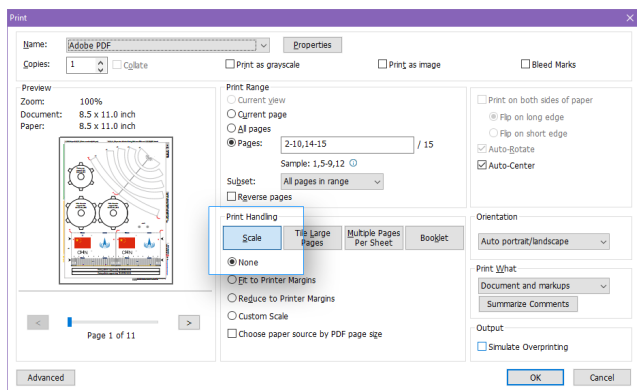 Print
Name: Adobe PDF Properties
Copies: 1 Collate Print as grayscale Print as image Bleed Marks
Preview
Zoom: 100%
Document: 8.5 x 11.0 inch
Paper: 8.5 x 11.0 inch
CHN CHN
< >
Page 1 of 11
Print Range
Current view
Current page
All pages
Pages: 2-10,14-15 / 15
Sample: 1,5-9,12
Subset: All pages in range
Reverse pages
Print Handling
Scale Tile Large Pages Multiple Pages Per Sheet Booklet
None
Fit to Printer Margins
Reduce to Printer Margins
Custom Scale
Choose paper source by PDF page size
Print on both sides of paper
Flip on long edge
Flip on short edge
Auto-Rotate
Auto-Center
Orientation
Auto portrait/landscape
Print What
Document and markups
Summarize Comments
Output
Simulate Overprinting
Advanced OK Cancel